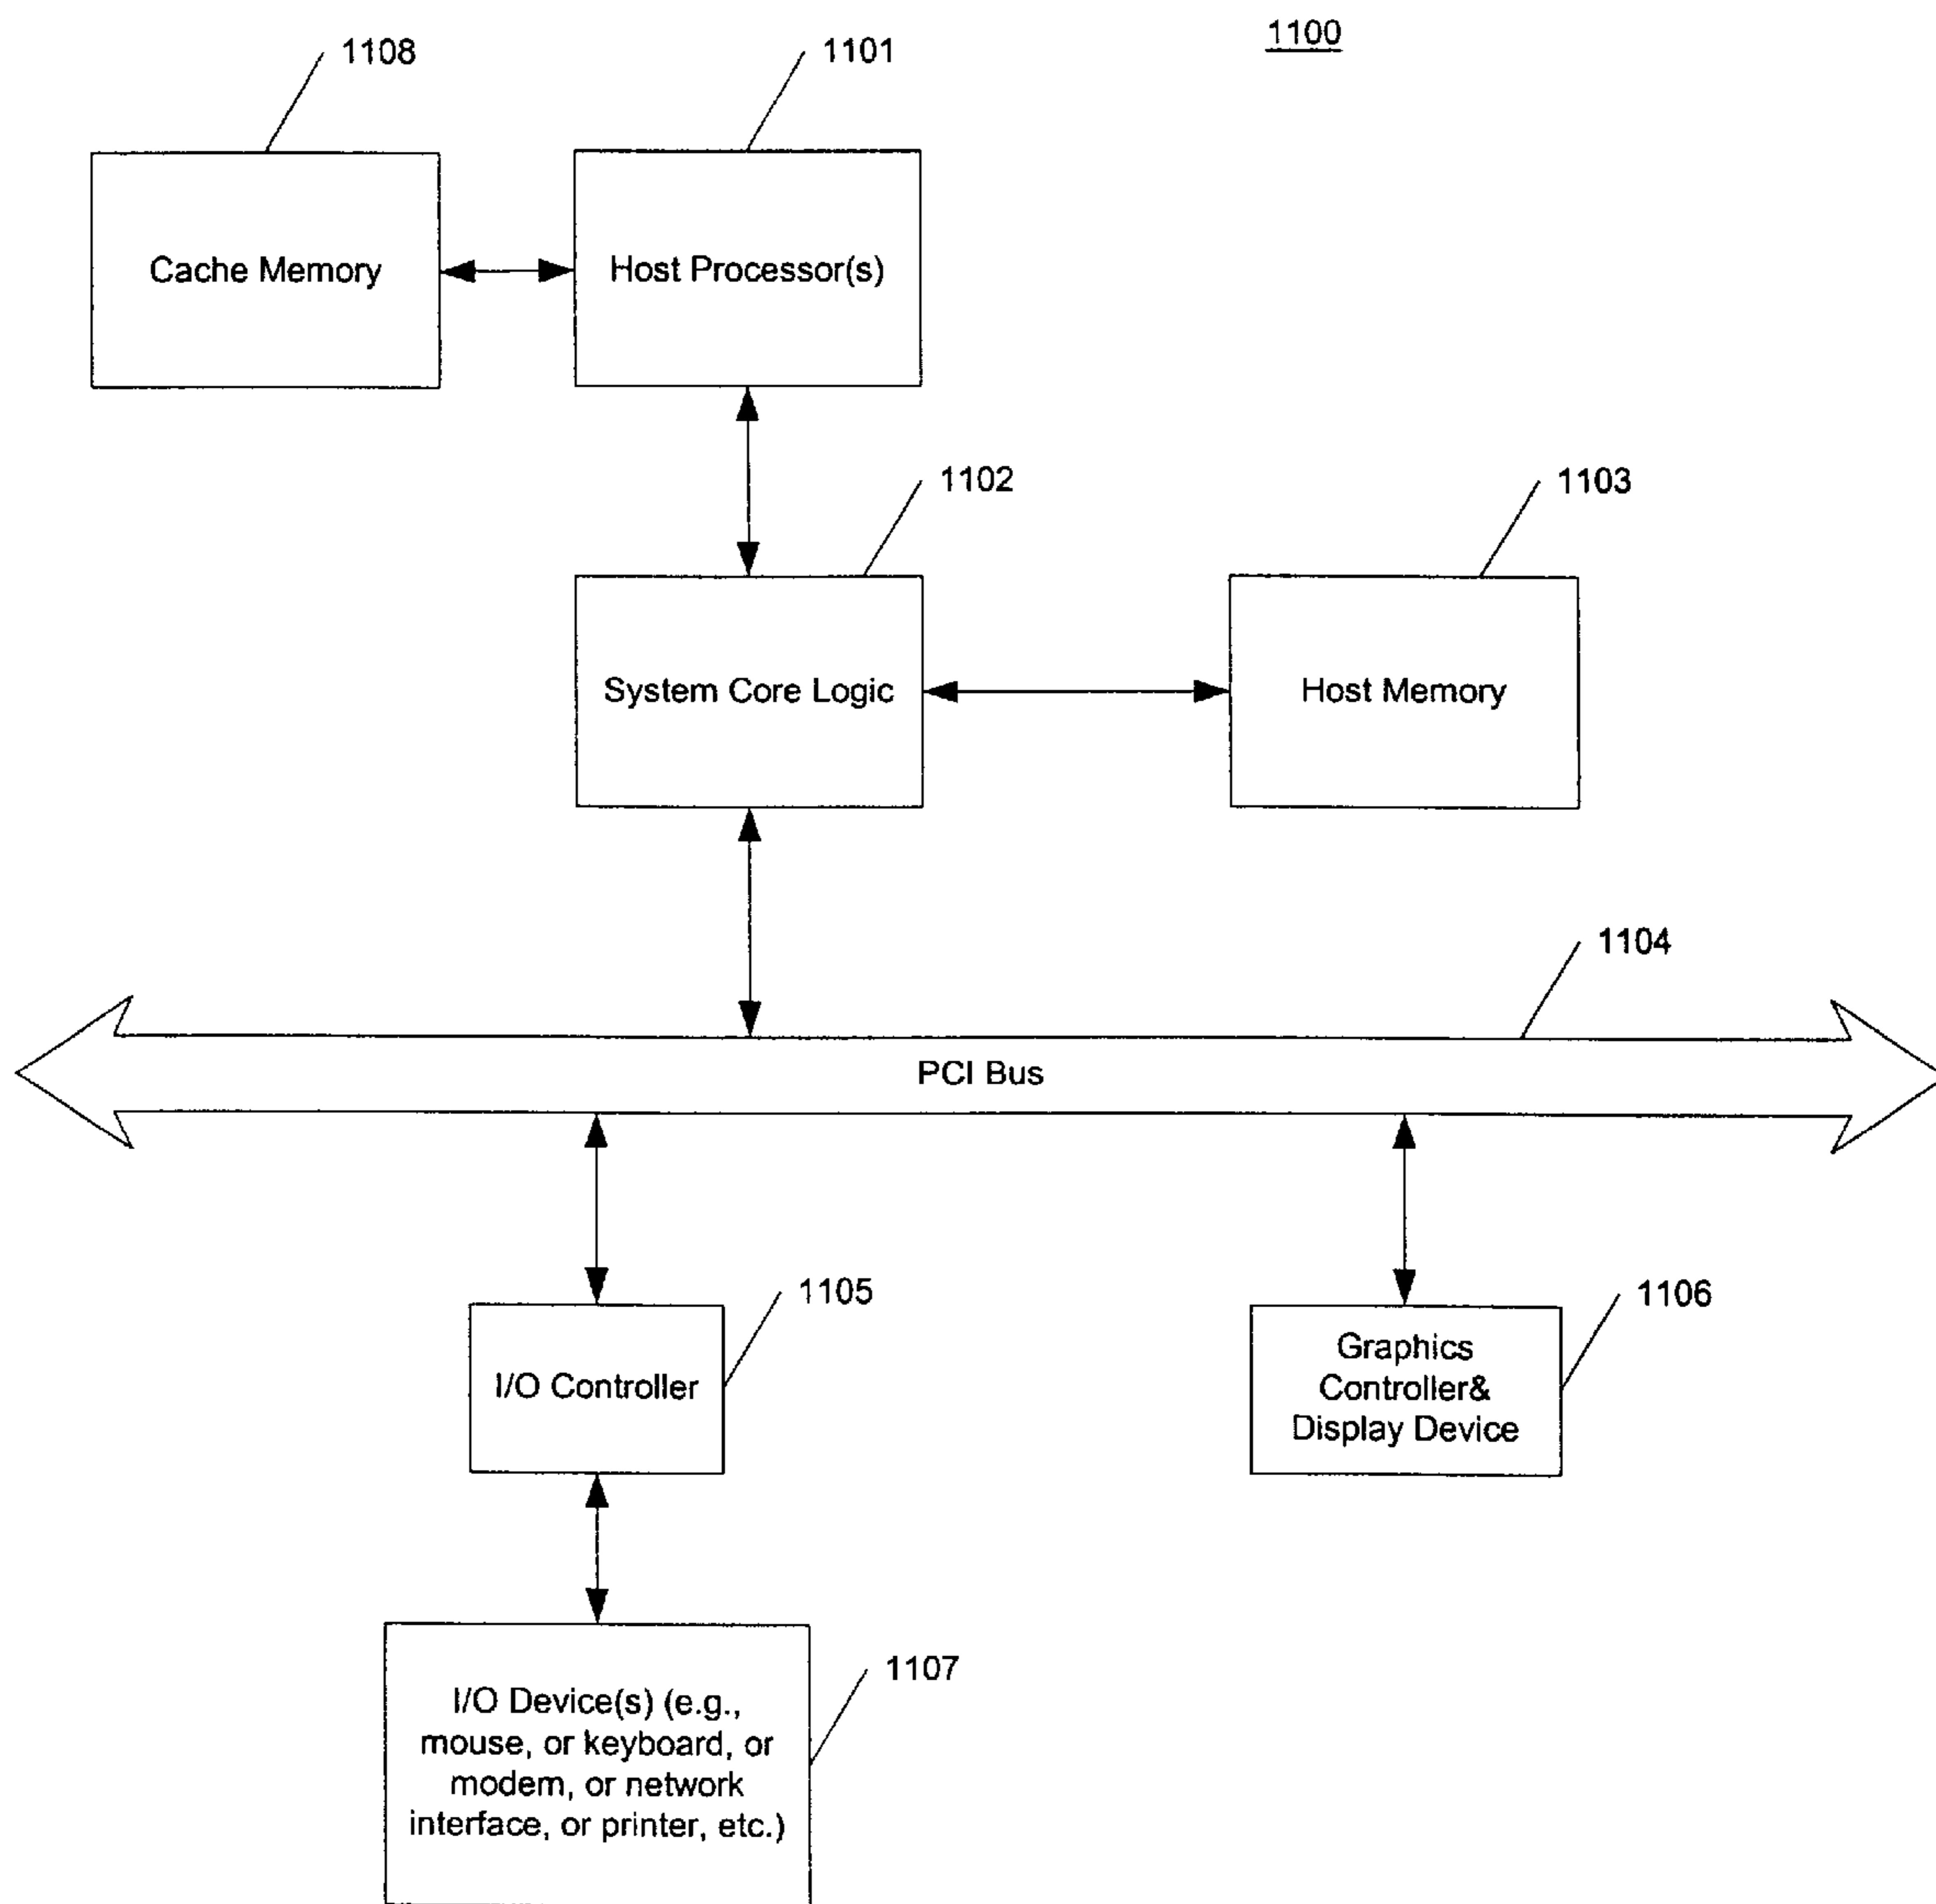 1100
1108
1101
Cache Memory
Host Processor(s)
1102
1103
System Core Logic
Host Memory
1104
PCI Bus
1105
1106
I/O Controller
Graphics
Controller&
Display Device
1107
I/O Device(s) (e.g.,
mouse, or keyboard, or
modem, or network
interface, or printer, etc.)